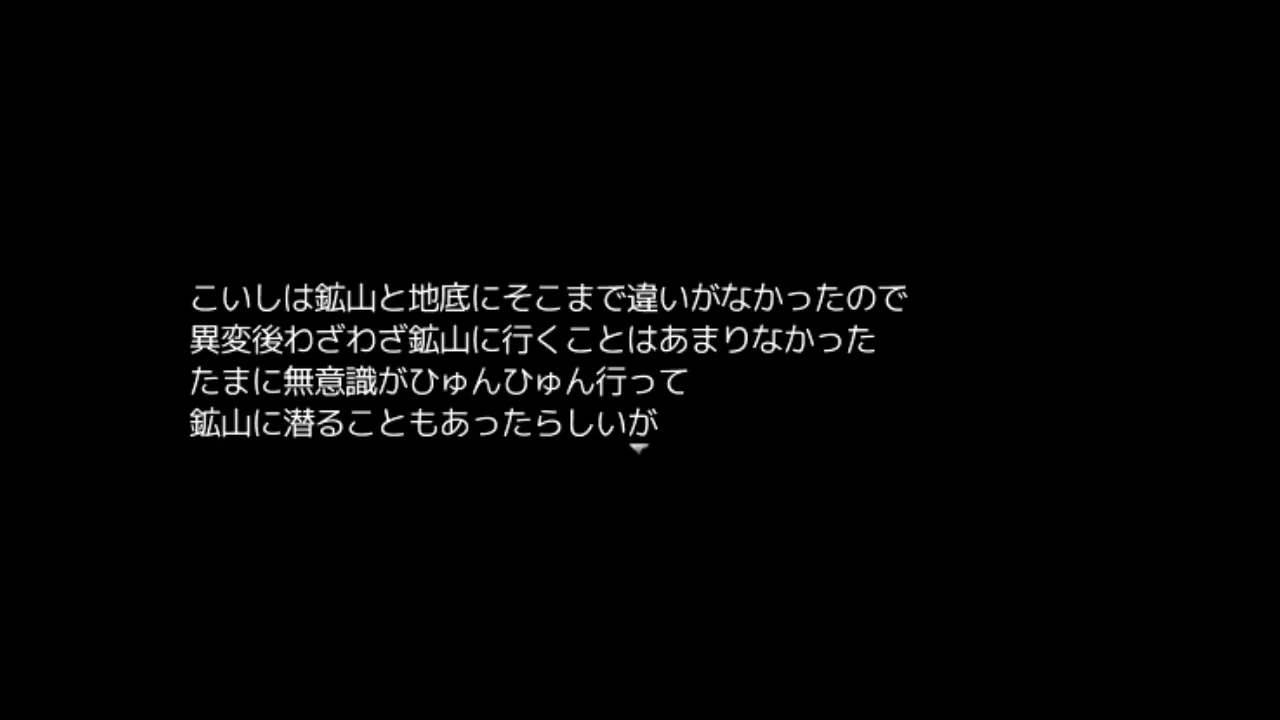 こいしは鉱山と地底にそこまで違いがなかったので
異変後わざわざ鉱山に行くことはあまりなかった
たまに無意識がひゅんひゅん行って
鉱山に潜ることもあったらしいが